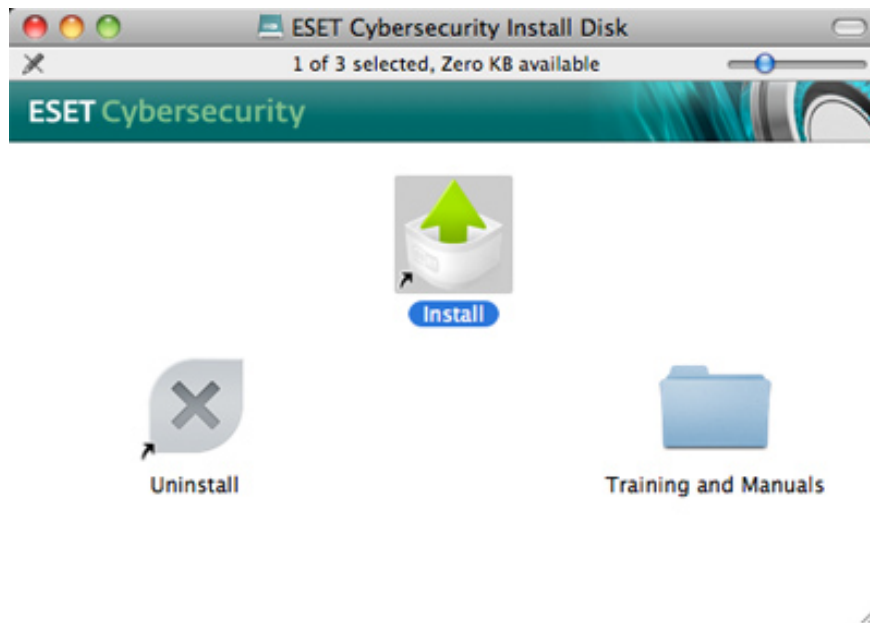 ESET Cybersecurity Install Disk
1 of 3 selected, Zero KB available
ESET Cybersecurity
Install
Uninstall
Training and Manuals